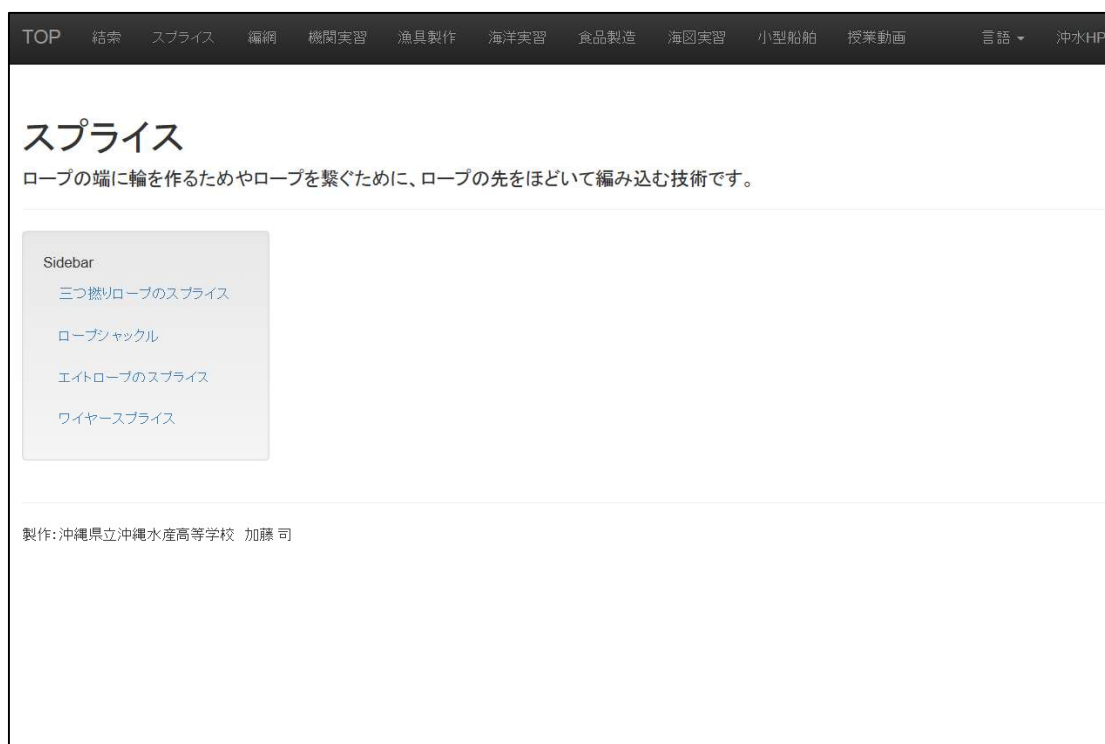 TOP 結索 スプライス 編網 機関実習 漁具製作 海洋実習 食品製造 海図実習 小型船舶 授業動画 言語 沖水HP
スプライス
ロープの端に輪を作るためやロープを繋ぐために、ロープの先をほどいて編み込む技術です。
Sidebar
三つ撚りロープのスプライス
ロープシャックル
エイトロープのスプライス
ワイヤースプライス
製作：沖縄県立沖縄水産高等学校 加藤 司